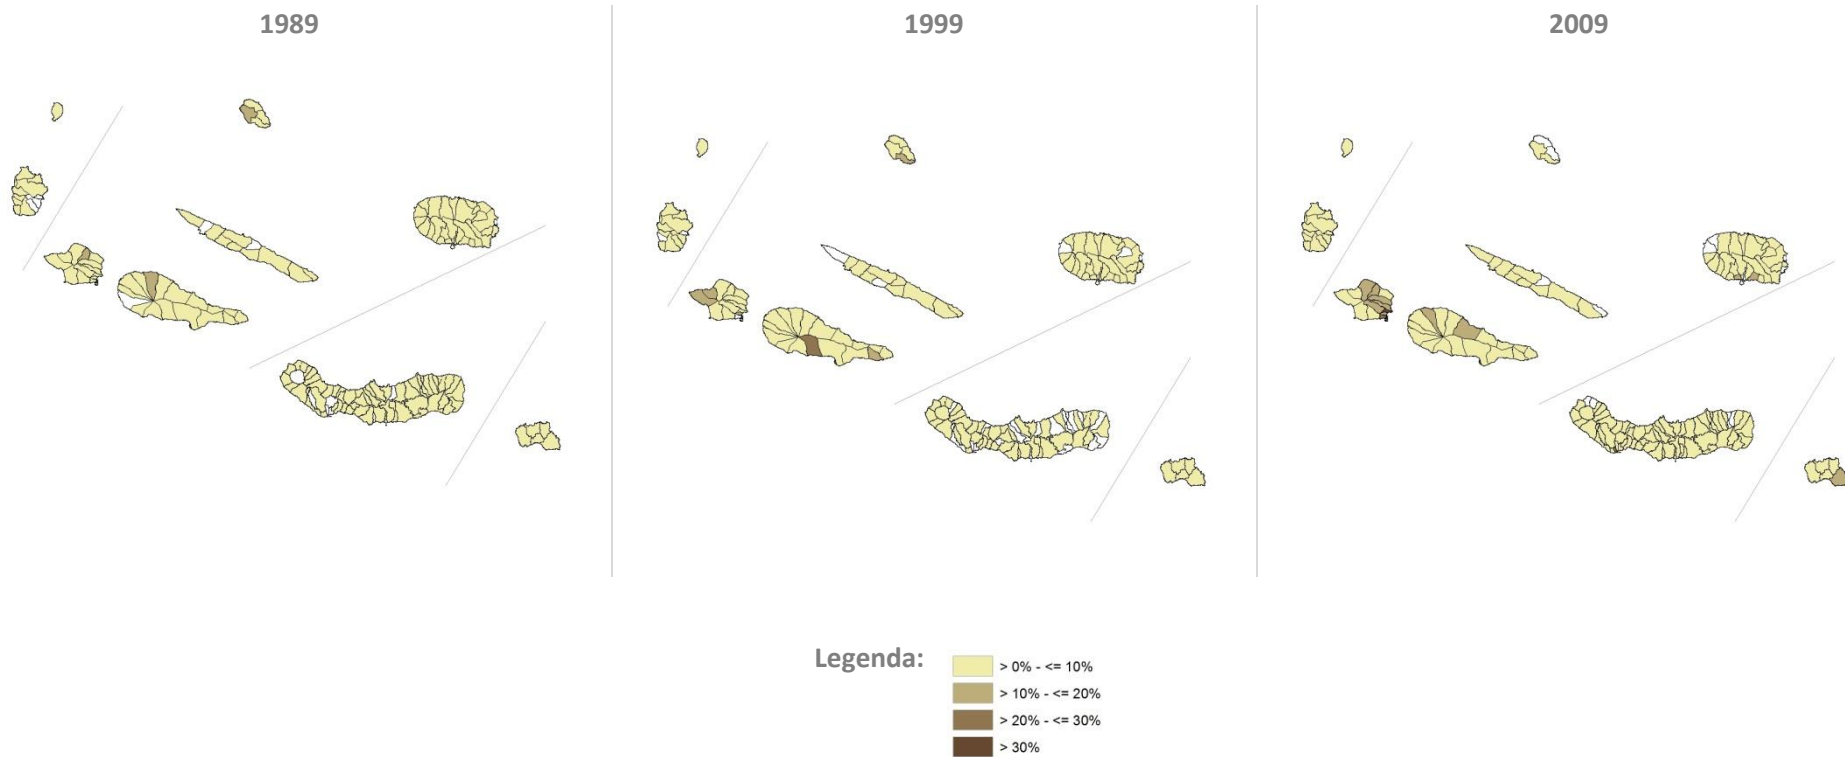 1989
1999
2009
Legenda:
> 0% - <= 10%
> 10% - <= 20%
> 20% - <= 30%
> 30%